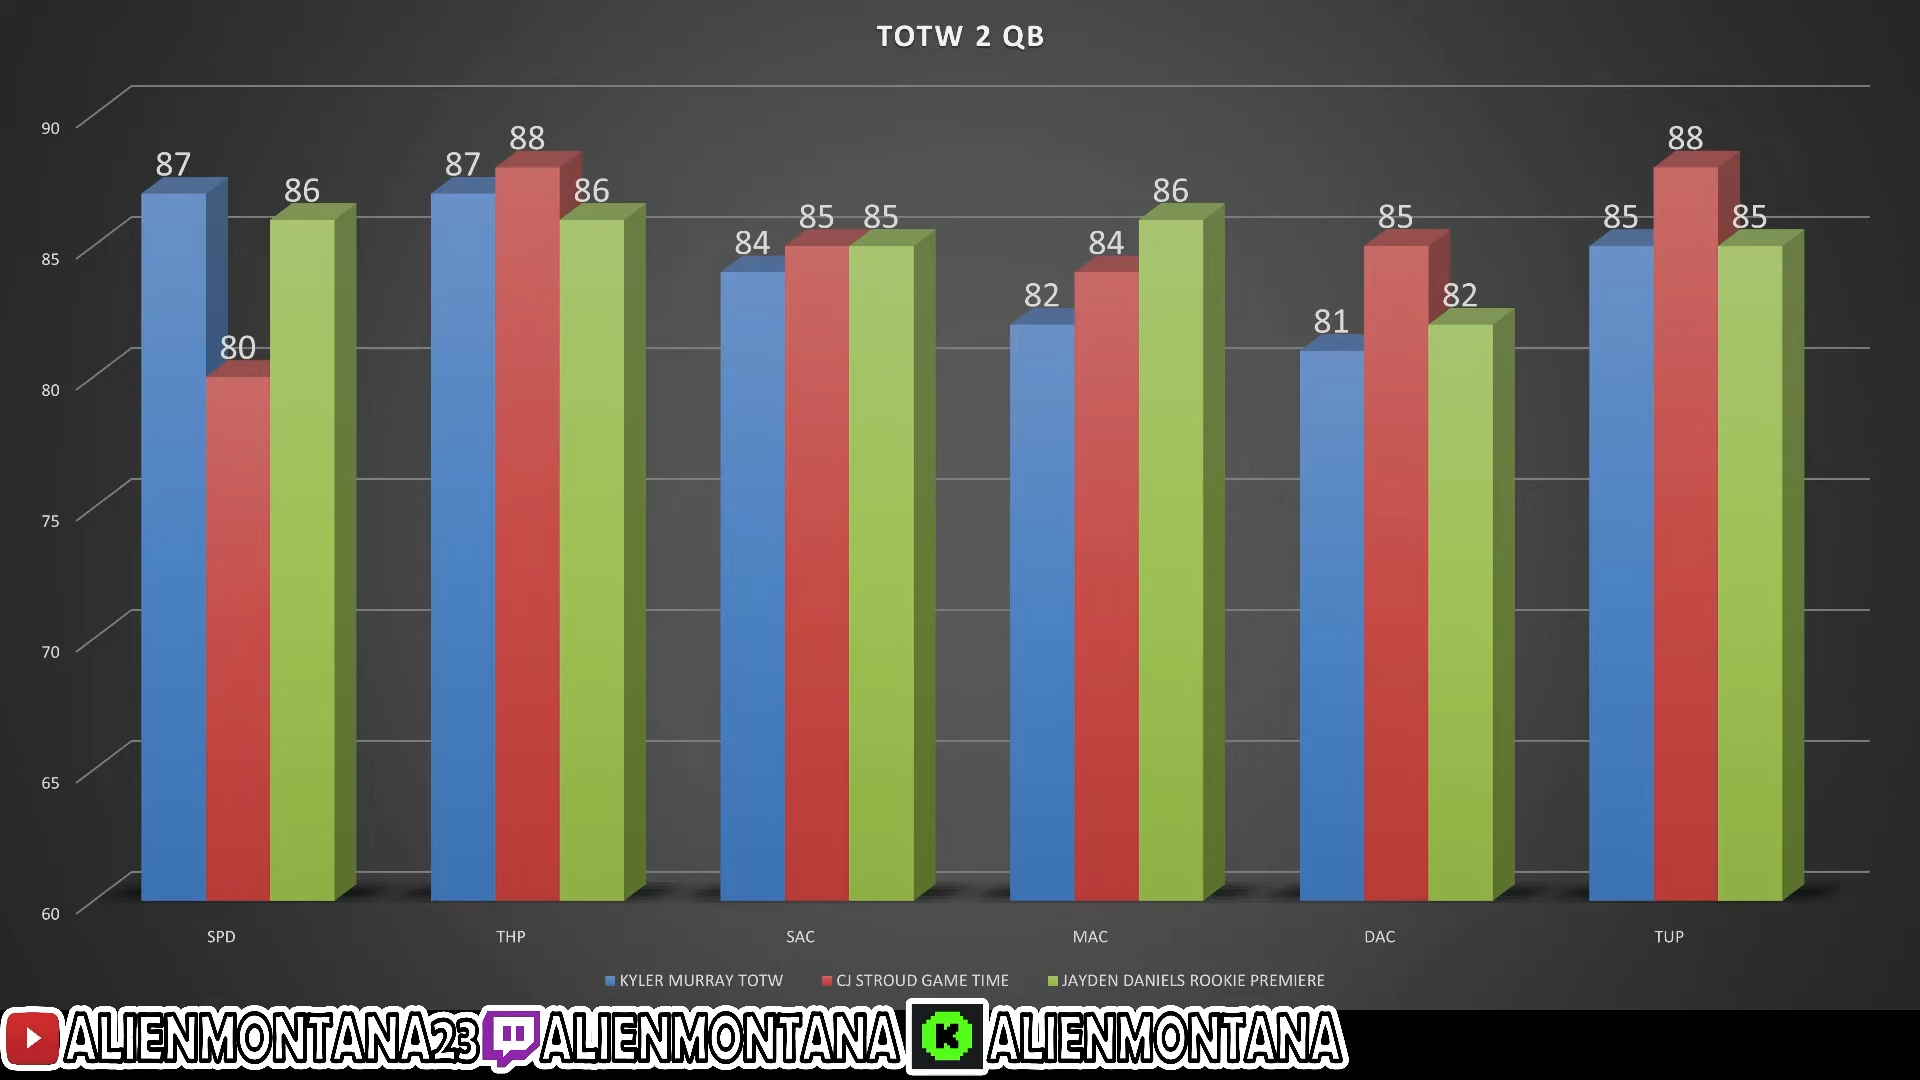 TOTW 2 QB
90
85
80
75
70
65
60
87 80 86
87 88 86
84 85 85
82 84 86
81 85 82
85 88 85
SPD THP SAC MAC DAC TUP
KYLER MURRAY TOTW CJ STROUD GAME TIME JAYDEN DANIELS ROOKIE PREMIERE
ALIENMONTANA23 ALIENMONTANA K ALIENMONTANA